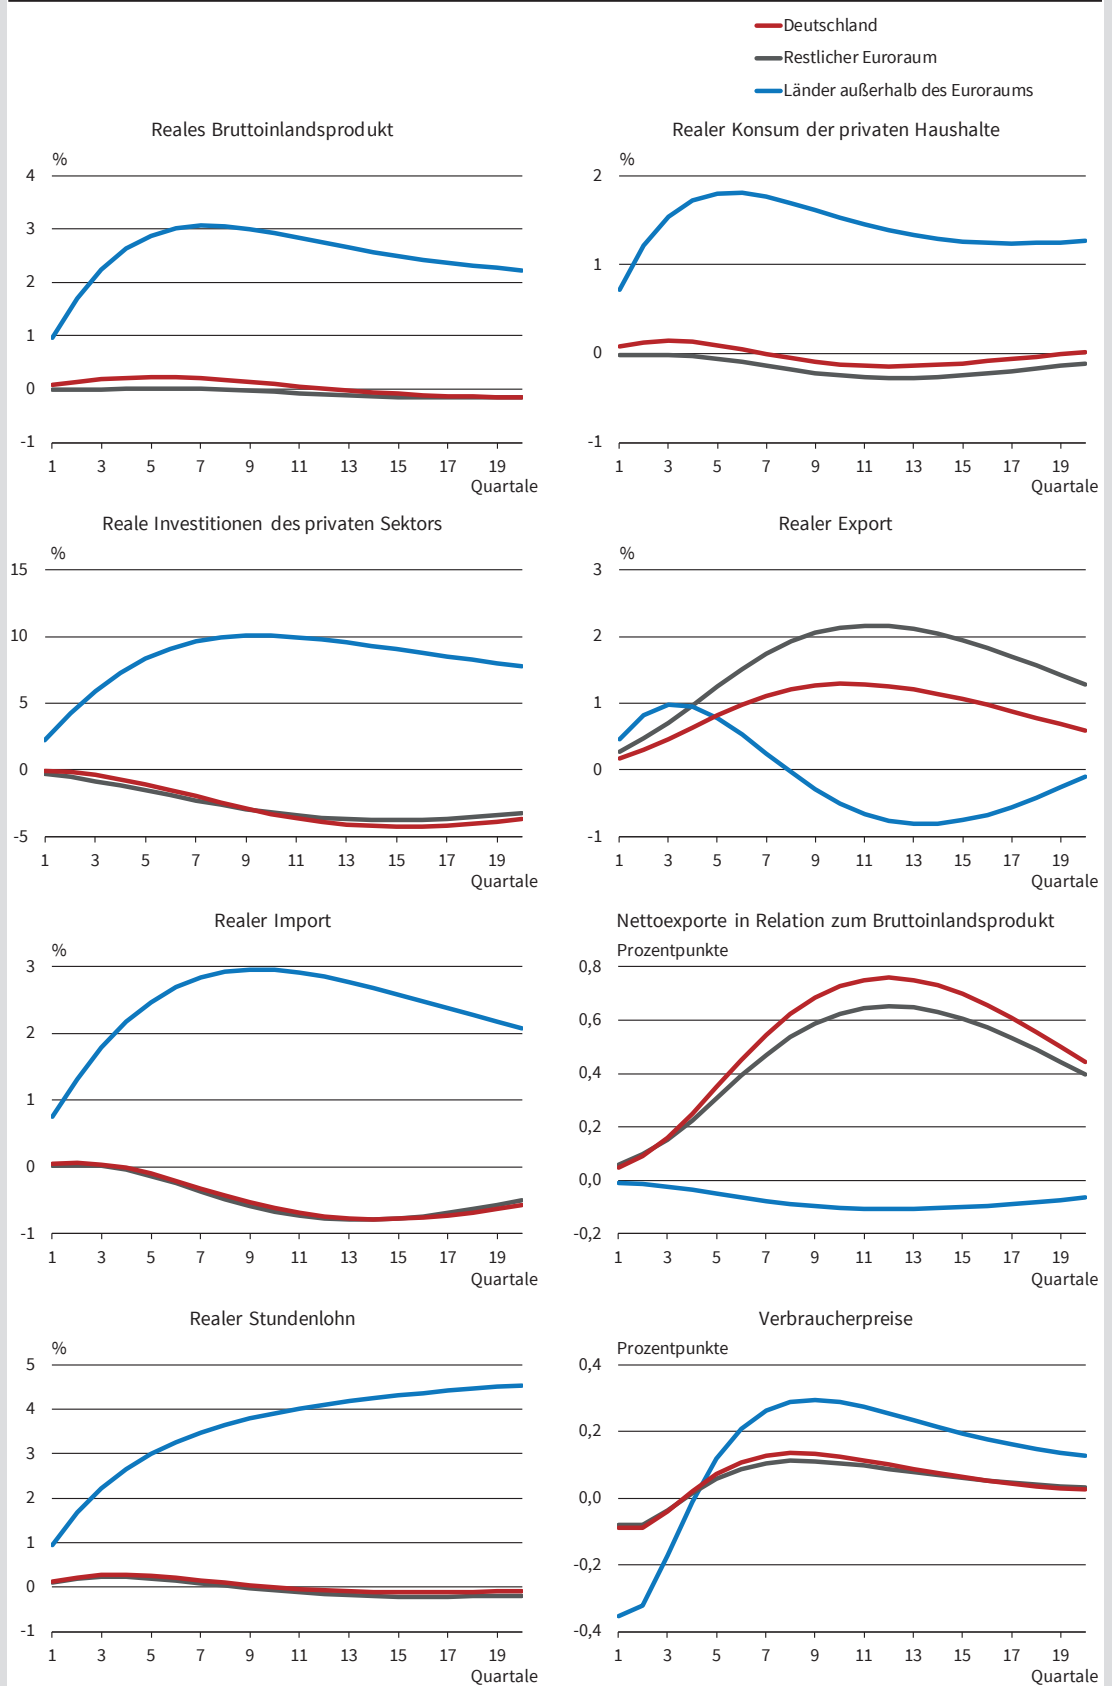 Deutschland
Restlicher Euroraum
Länder außerhalb des Euroraums
Reales Bruttoinlandsprodukt
%
4
3
2
1
0
-1
1 3 5 7 9 11 13 15 17 19
Quartale
Realer Konsum der privaten Haushalte
%
2
1
0
-1
1 3 5 7 9 11 13 15 17 19
Quartale
Reale Investitionen des privaten Sektors
%
15
10
5
0
-5
1 3 5 7 9 11 13 15 17 19
Quartale
Realer Export
%
3
2
1
0
-1
1 3 5 7 9 11 13 15 17 19
Quartale
Realer Import
%
3
2
1
0
-1
1 3 5 7 9 11 13 15 17 19
Quartale
Nettoexporte in Relation zum Bruttoinlandsprodukt
Prozentpunkte
0,8
0,6
0,4
0,2
0,0
-0,2
1 3 5 7 9 11 13 15 17 19
Quartale
Realer Stundenlohn
%
5
4
3
2
1
0
-1
1 3 5 7 9 11 13 15 17 19
Quartale
Verbraucherpreise
Prozentpunkte
0,4
0,2
0,0
-0,2
-0,4
1 3 5 7 9 11 13 15 17 19
Quartale